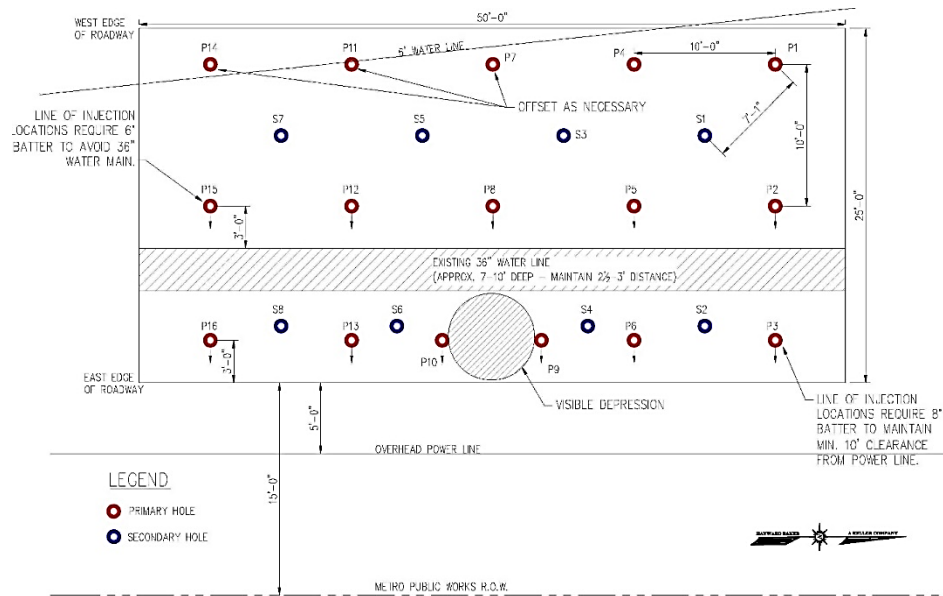 WEST EDGE
OF ROADWAY
50'-0"
P14
P11
6" WATER LINE
P7
P4
10'-0"
P1
OFFSET AS NECESSARY
LINE OF INJECTION
LOCATIONS REQUIRE 6°
BATTER TO AVOID 36"
WATER MAIN.
S7
S5
S3
S1
7'-1"
10'-0"
25'-0"
P15
P12
P8
P5
P2
3'-0"
EXISTING 36" WATER LINE
(APPROX. 7-10' DEEP - MAINTAIN 2½-3' DISTANCE)
S8
S6
S4
S2
P16
P13
P10
P9
P6
P3
3'-0"
EAST EDGE
OF ROADWAY
VISIBLE DEPRESSION
LINE OF INJECTION
LOCATIONS REQUIRE 8°
BATTER TO MAINTAIN
MIN. 10' CLEARANCE
FROM POWER LINE.
5'-0"
OVERHEAD POWER LINE
15'-0"
LEGEND
PRIMARY HOLE
SECONDARY HOLE
HAYWARD BAKER
A KELLER COMPANY
METRO PUBLIC WORKS R.O.W.